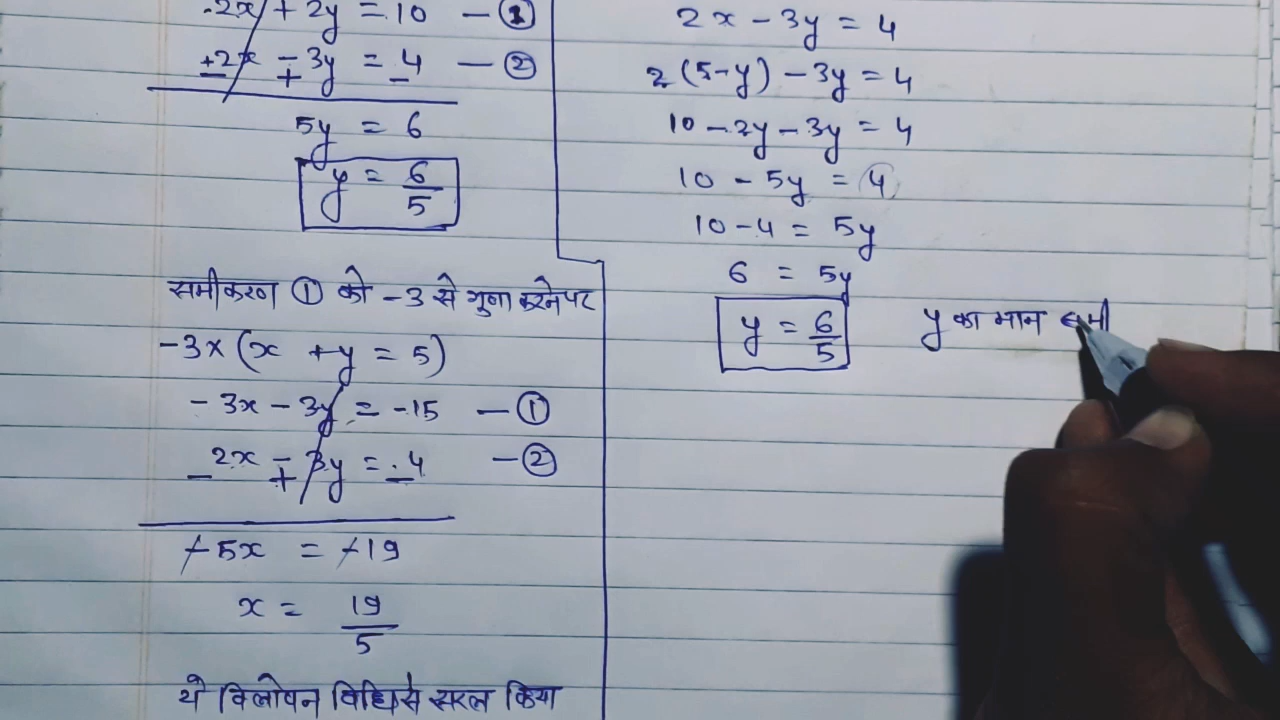 2x + 2y = 10 — ②
2x - 3y = 4 — ②
5y = 6
y = 6/5
समीकरण ① को -3 से गुणा करने पर
-3x (x + y = 5)
-3x - 3y = -15 — ①
2x - 3y = 4 — ②
-5x = -19
x = 19/5
ये विलोपन विधि से सरल किया
2x - 3y = 4
2(5-y) - 3y = 4
10 - 2y - 3y = 4
10 - 5y = 4
10 - 4 = 5y
6 = 5y
y = 6/5
y का मान समी